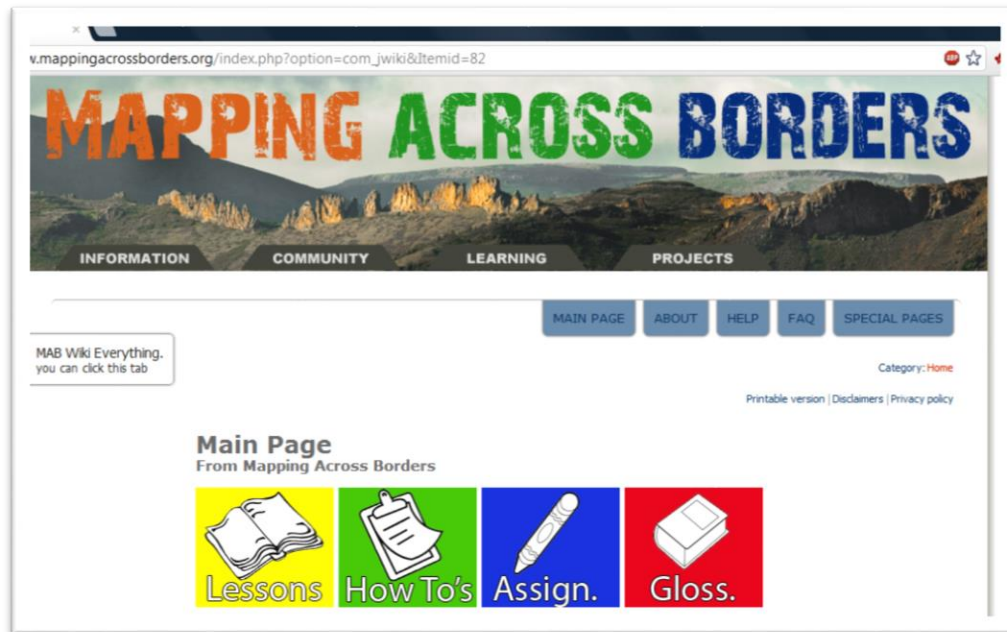 w.mappingacrossborders.org/index.php?option=com_jwiki&Itemid=82
ABP
MAPPING ACROSS BORDERS
INFORMATION COMMUNITY LEARNING PROJECTS
MAIN PAGE ABOUT HELP FAQ SPECIAL PAGES
MAB Wiki Everything.
you can click this tab
Category: Home
Printable version | Disclaimers | Privacy policy
Main Page
From Mapping Across Borders
Lessons How To's Assign. Gloss.